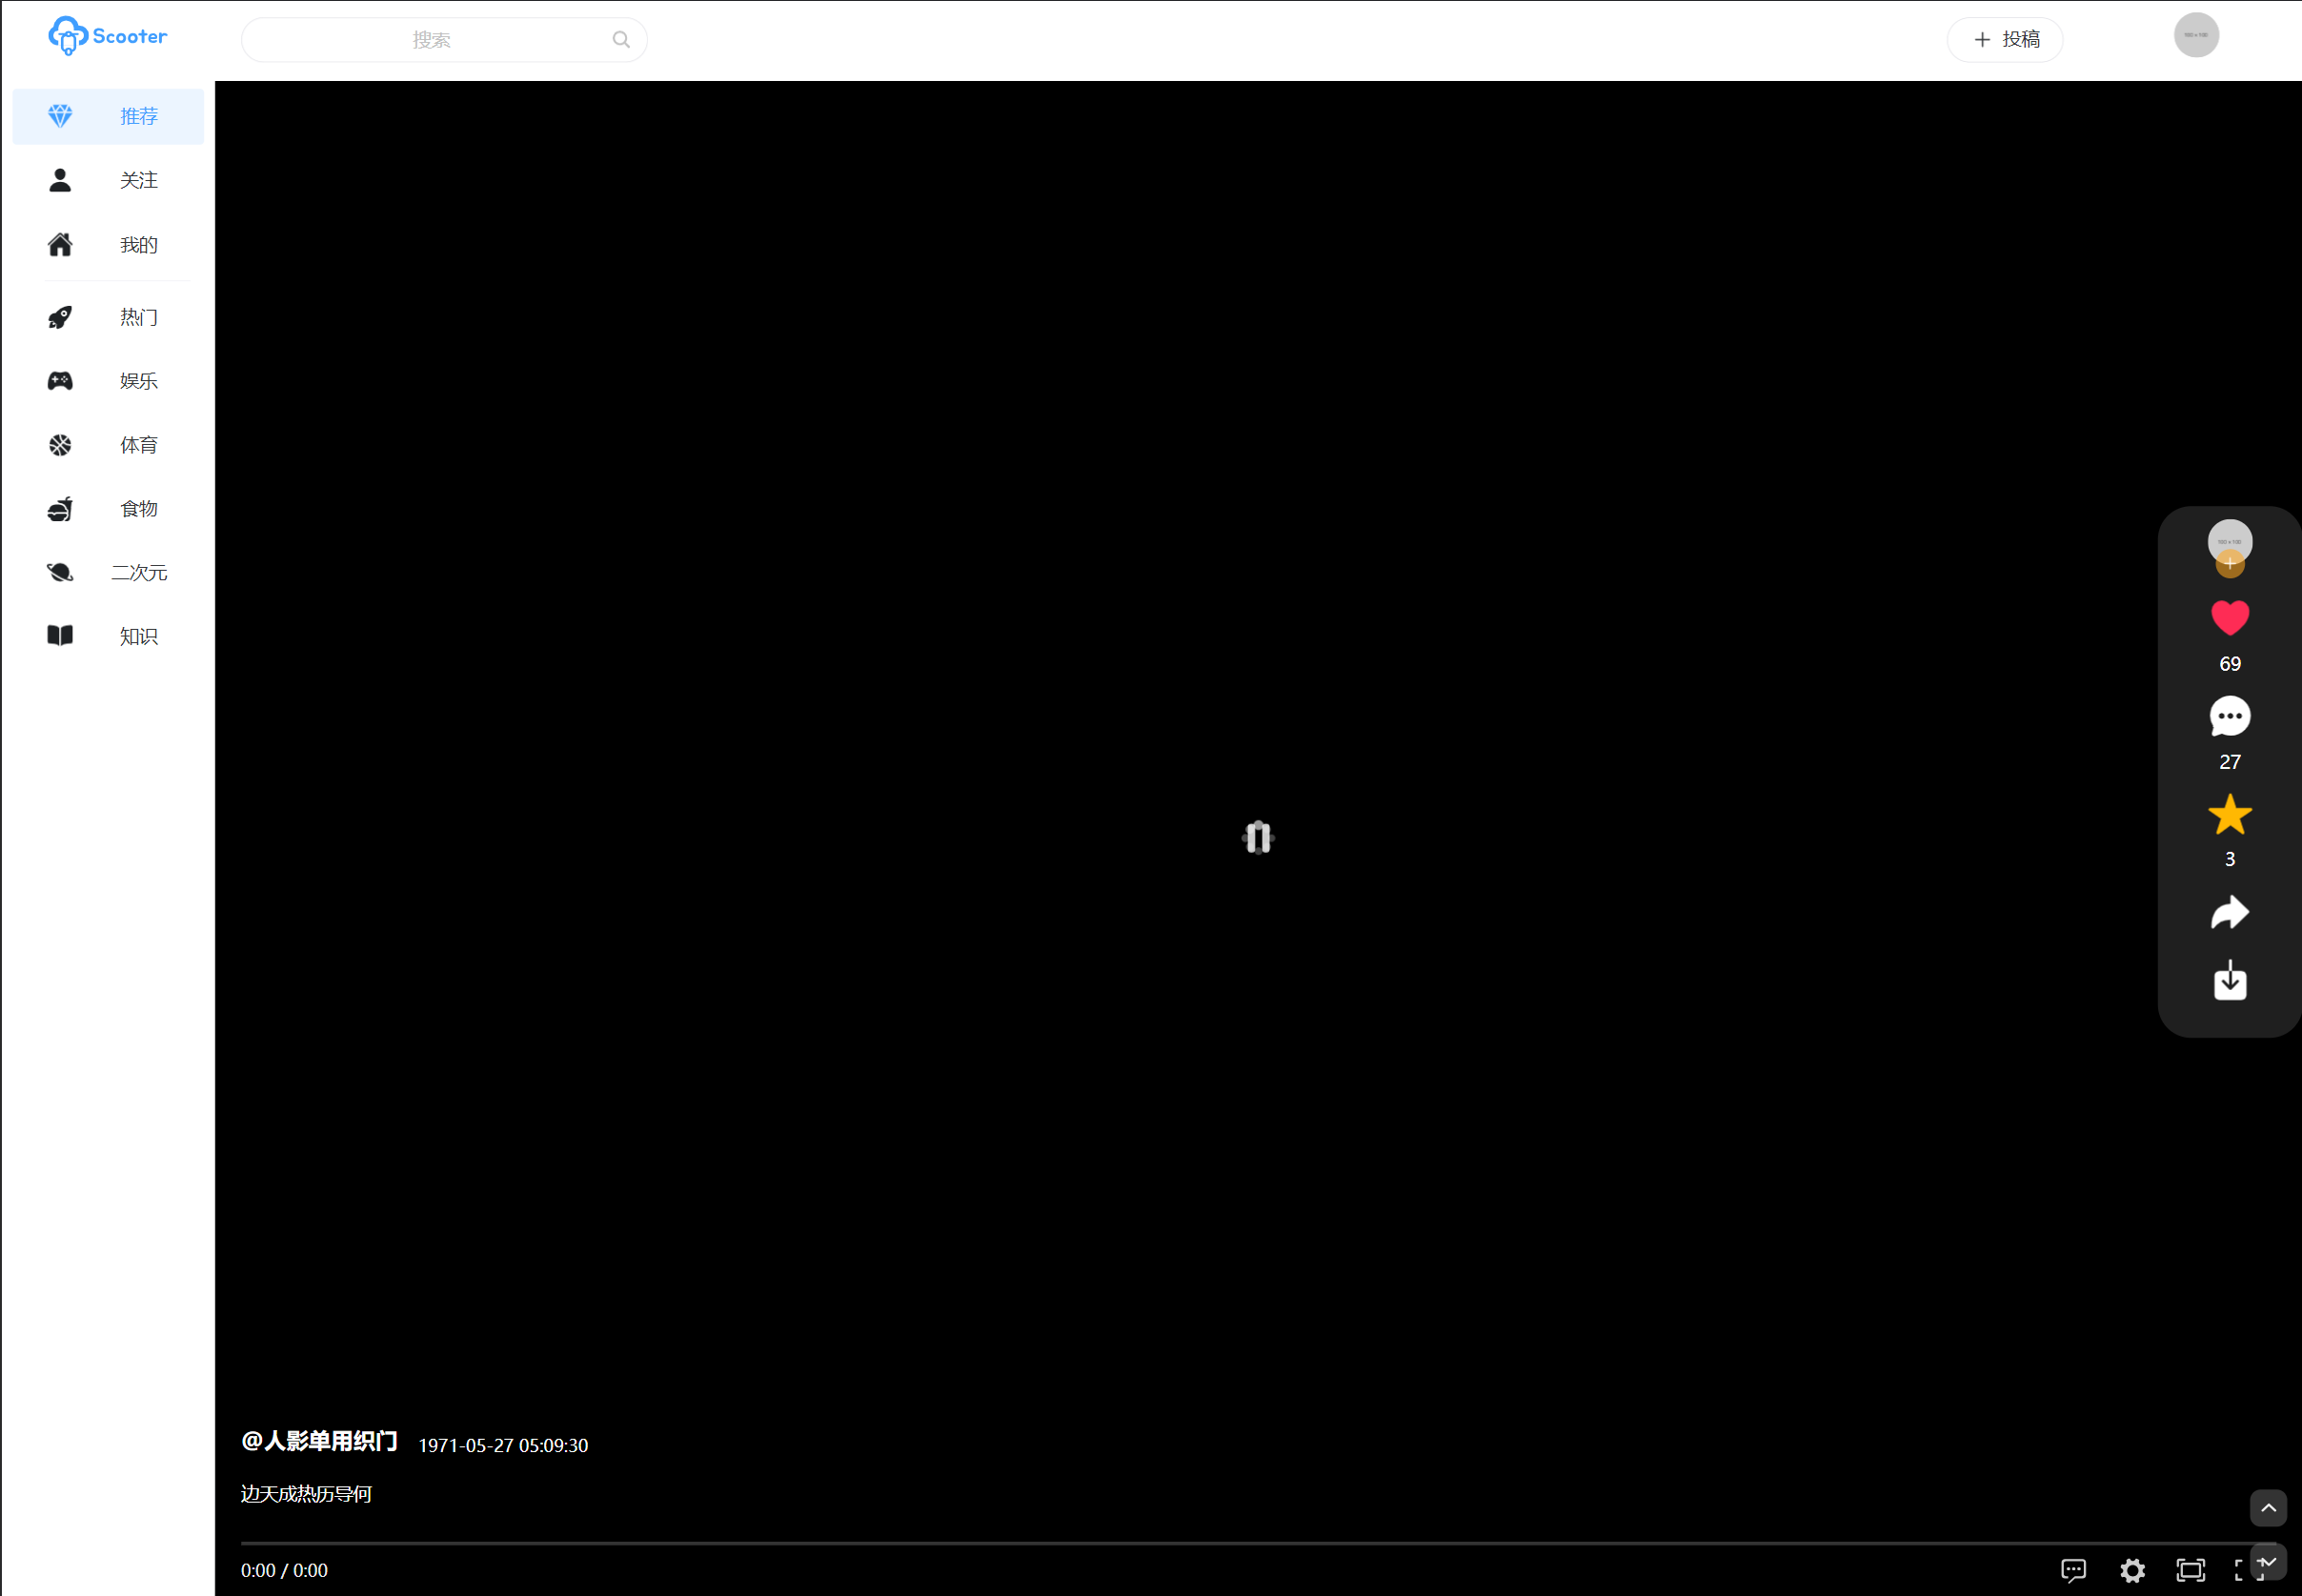 Scooter
搜索
投稿
推荐
关注
我的
热门
娱乐
体育
食物
二次元
知识
69
27
3
@人影单用织门 1971-05-27 05:09:30
边天成热历导何
0:00 / 0:00